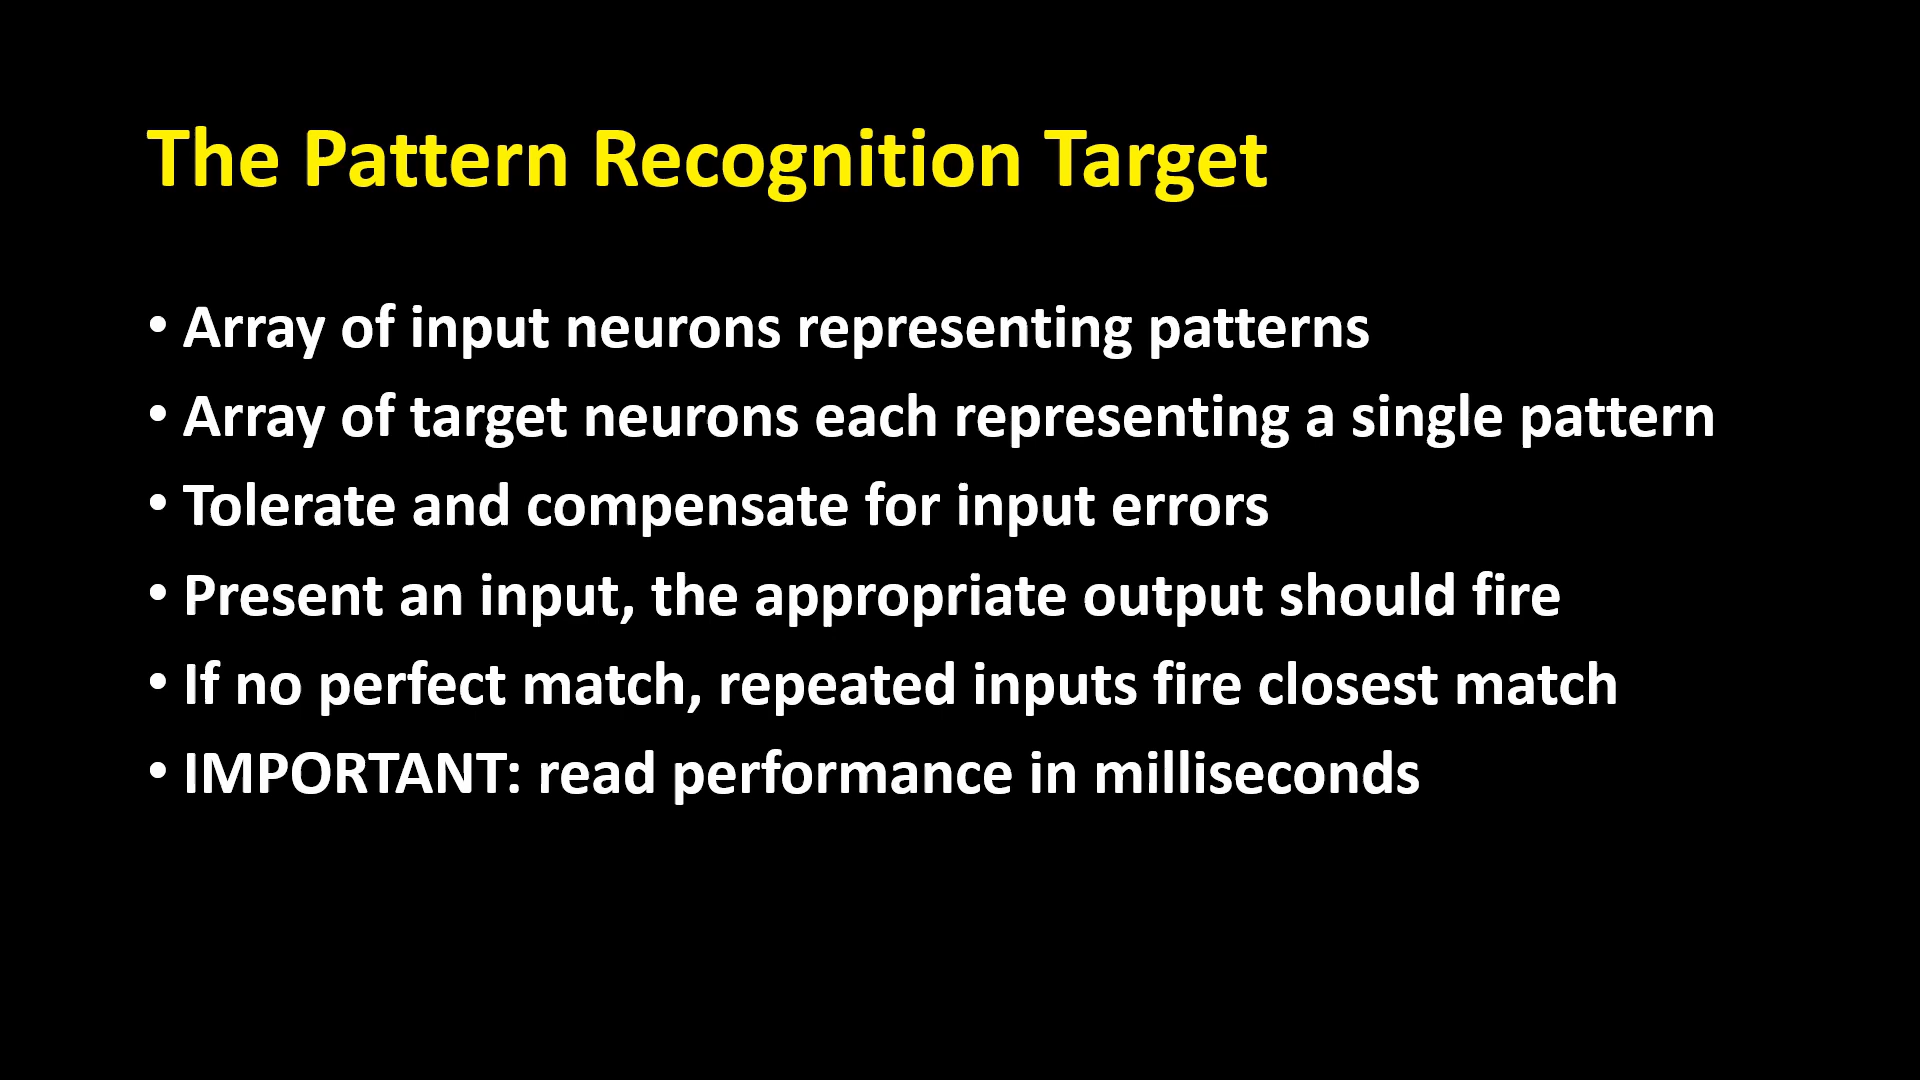 The Pattern Recognition Target
• Array of input neurons representing patterns
• Array of target neurons each representing a single pattern
• Tolerate and compensate for input errors
• Present an input, the appropriate output should fire
• If no perfect match, repeated inputs fire closest match
• IMPORTANT: read performance in milliseconds